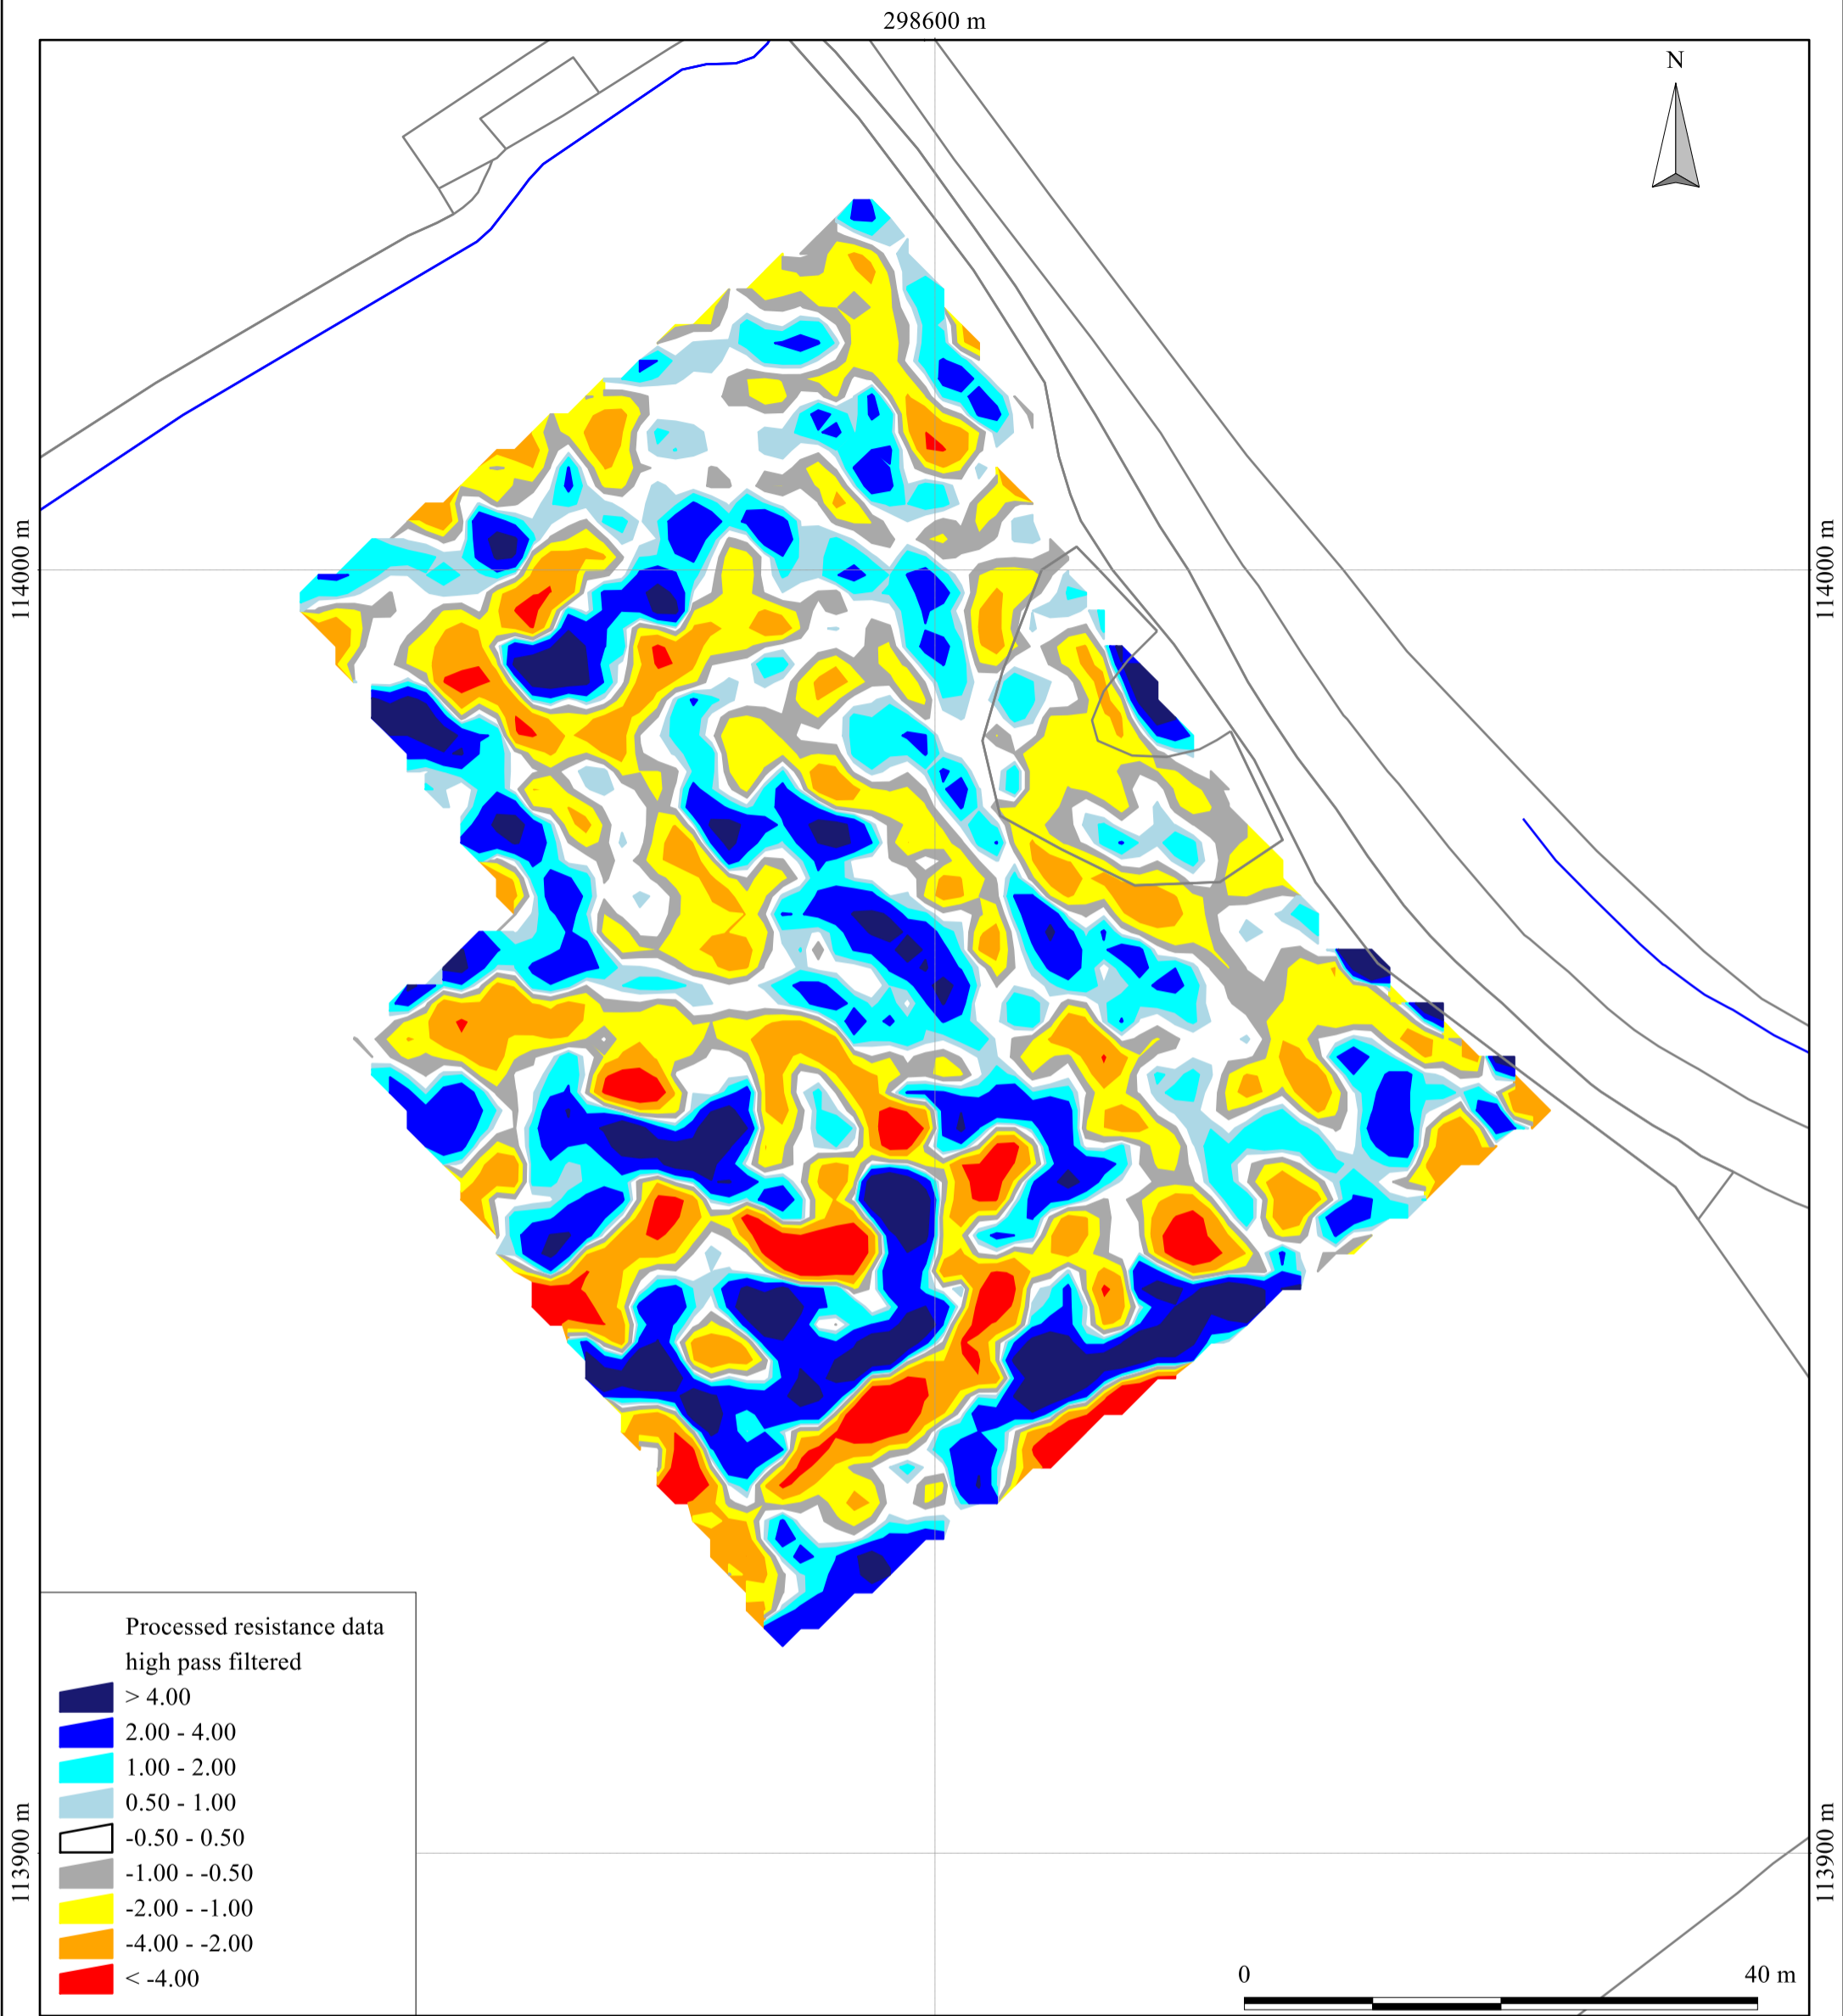 298600 m
N
114000 m
114000 m
Processed resistance data
high pass filtered
> 4.00
2.00 - 4.00
1.00 - 2.00
0.50 - 1.00
-0.50 - 0.50
-1.00 - -0.50
-2.00 - -1.00
-4.00 - -2.00
< -4.00
113900 m
113900 m
0 40 m